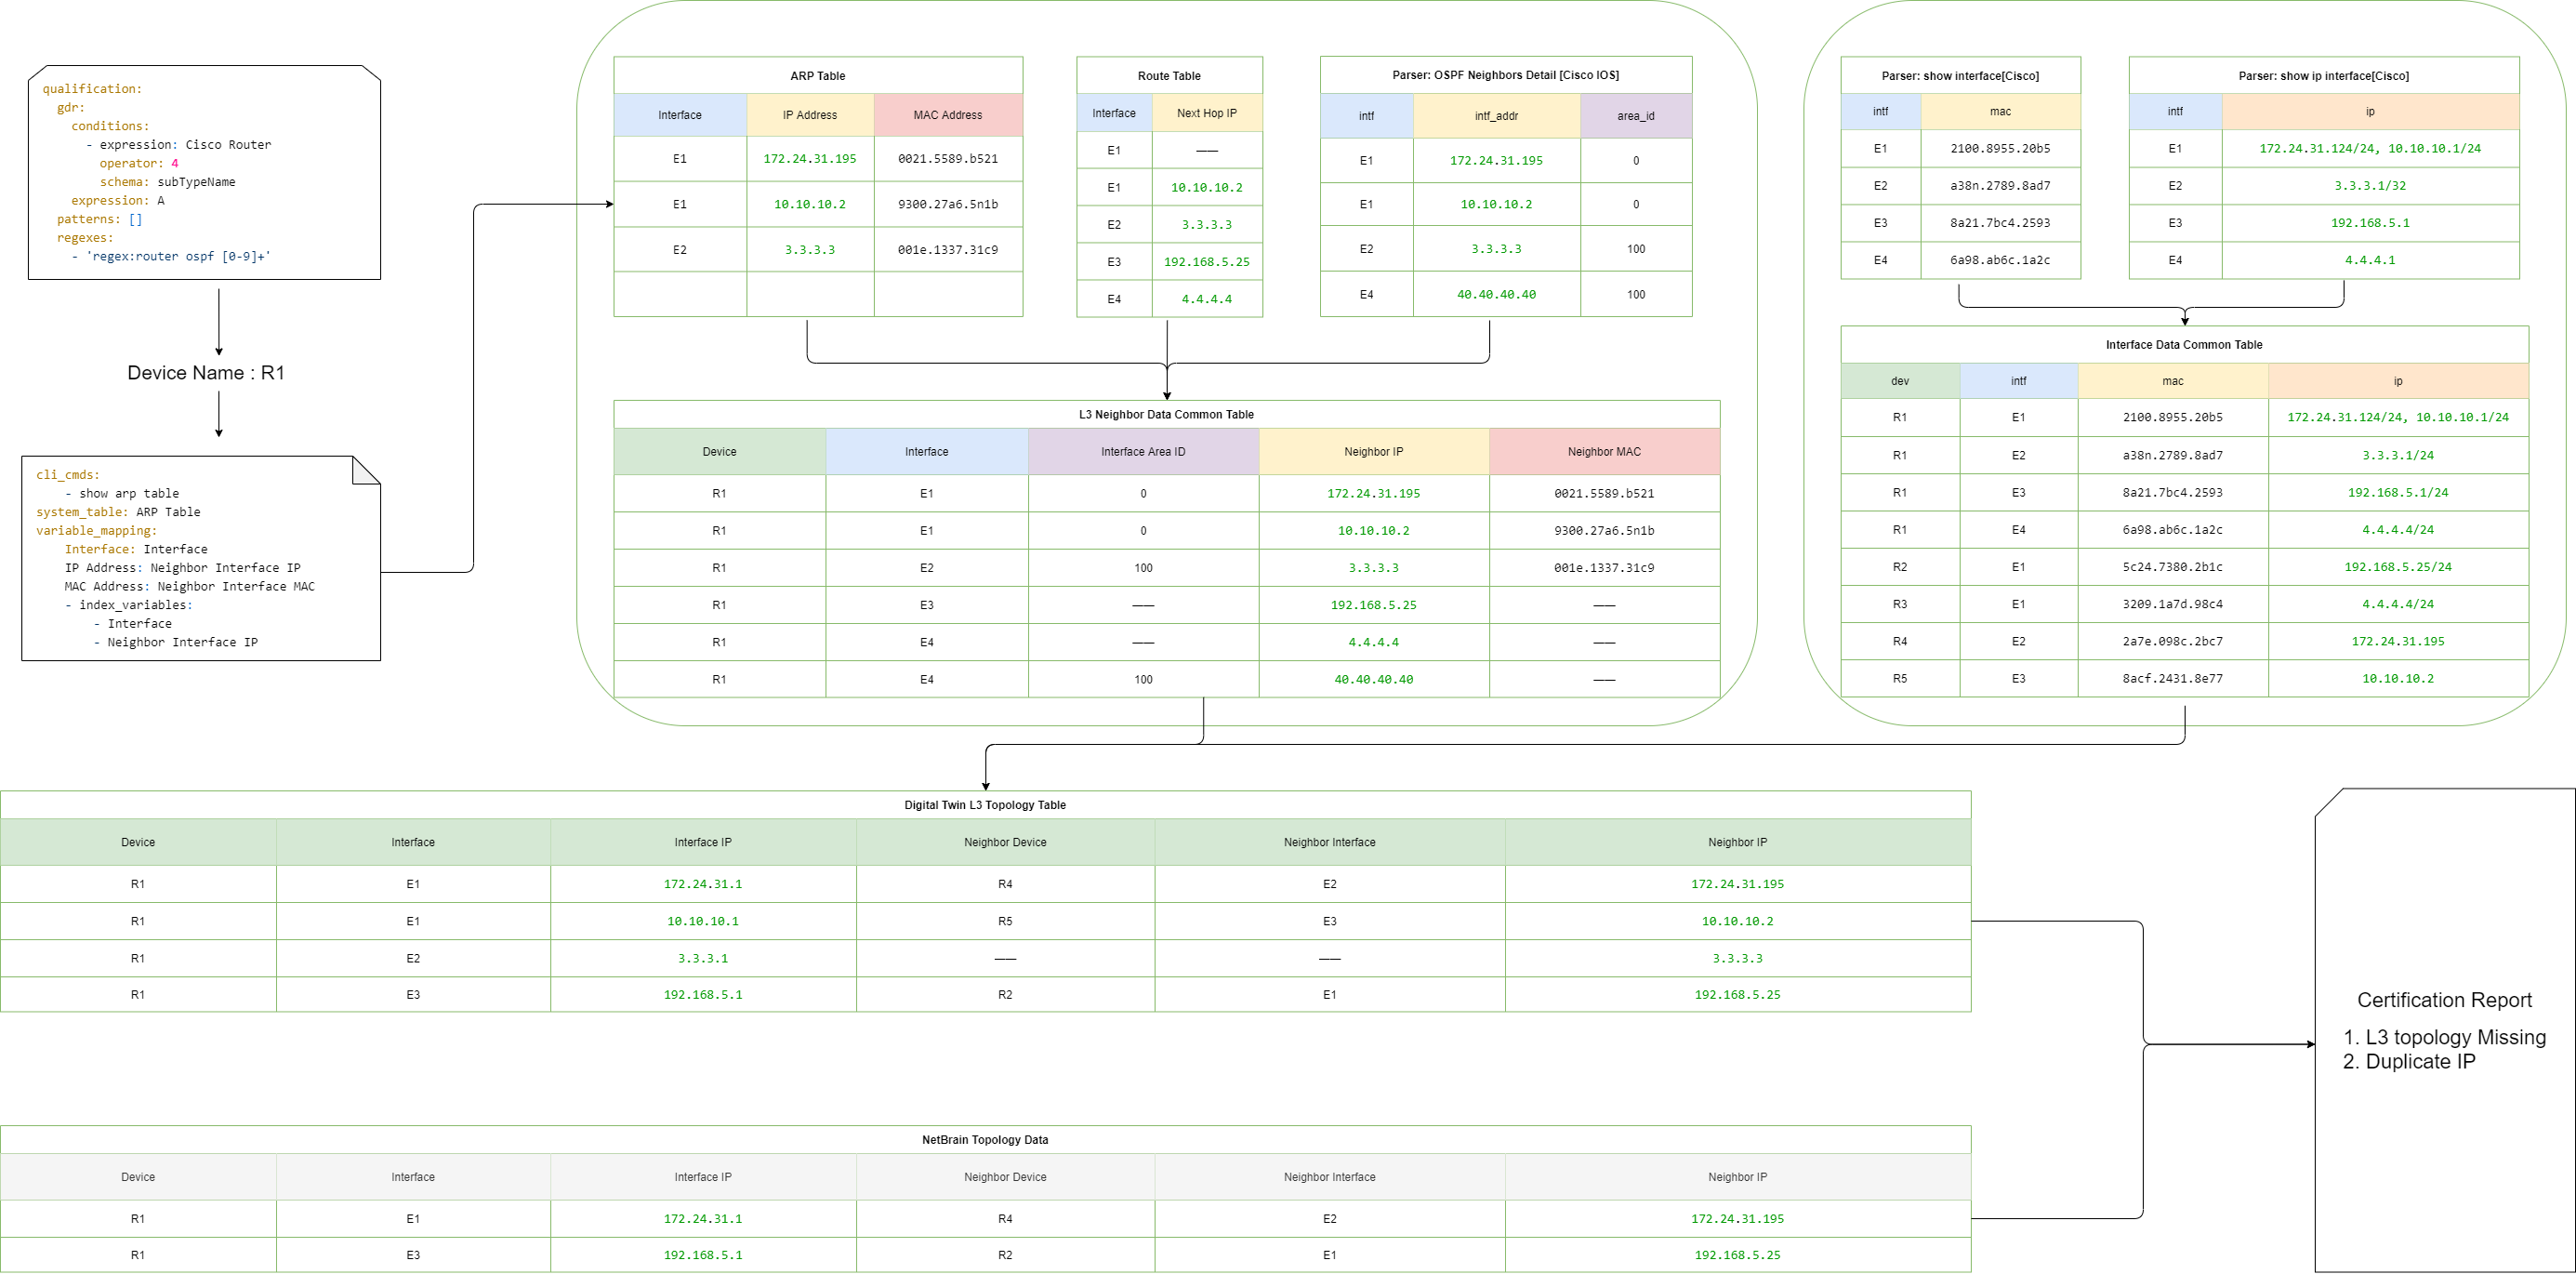 qualification:
gdr:
conditions:
- expression: Cisco Router
operator: 4
schema: subTypeName
expression: A
patterns: []
regexes:
- 'regex:router ospf [0-9]+'
Device Name : R1
cli_cmds:
- show arp table
system_table: ARP Table
variable_mapping:
Interface: Interface
IP Address: Neighbor Interface IP
MAC Address: Neighbor Interface MAC
- index_variables:
- Interface
- Neighbor Interface IP
ARP Table
Interface IP Address MAC Address
E1 172.24.31.195 0021.5589.b521
E1 10.10.10.2 9300.27a6.5n1b
E2 3.3.3.3 001e.1337.31c9
Route Table
Interface Next Hop IP
E1 ——
E1 10.10.10.2
E2 3.3.3.3
E3 192.168.5.25
E4 4.4.4.4
Parser: OSPF Neighbors Detail [Cisco IOS]
intf intf_addr area_id
E1 172.24.31.195 0
E1 10.10.10.2 0
E2 3.3.3.3 100
E4 40.40.40.40 100
L3 Neighbor Data Common Table
Device Interface Interface Area ID Neighbor IP Neighbor MAC
R1 E1 0 172.24.31.195 0021.5589.b521
R1 E1 0 10.10.10.2 9300.27a6.5n1b
R1 E2 100 3.3.3.3 001e.1337.31c9
R1 E3 —— 192.168.5.25 ——
R1 E4 —— 4.4.4.4 ——
R1 E4 100 40.40.40.40 ——
Parser: show interface[Cisco]
intf mac
E1 2100.8955.20b5
E2 a38n.2789.8ad7
E3 8a21.7bc4.2593
E4 6a98.ab6c.1a2c
Parser: show ip interface[Cisco]
intf ip
E1 172.24.31.124/24, 10.10.10.1/24
E2 3.3.3.1/32
E3 192.168.5.1
E4 4.4.4.1
Interface Data Common Table
dev intf mac ip
R1 E1 2100.8955.20b5 172.24.31.124/24, 10.10.10.1/24
R1 E2 a38n.2789.8ad7 3.3.3.1/24
R1 E3 8a21.7bc4.2593 192.168.5.1/24
R1 E4 6a98.ab6c.1a2c 4.4.4.4/24
R2 E1 5c24.7380.2b1c 192.168.5.25/24
R3 E1 3209.1a7d.98c4 4.4.4.4/24
R4 E2 2a7e.098c.2bc7 172.24.31.195
R5 E3 8acf.2431.8e77 10.10.10.2
Digital Twin L3 Topology Table
Device Interface Interface IP Neighbor Device Neighbor Interface Neighbor IP
R1 E1 172.24.31.1 R4 E2 172.24.31.195
R1 E1 10.10.10.1 R5 E3 10.10.10.2
R1 E2 3.3.3.1 —— —— 3.3.3.3
R1 E3 192.168.5.1 R2 E1 192.168.5.25
NetBrain Topology Data
Device Interface Interface IP Neighbor Device Neighbor Interface Neighbor IP
R1 E1 172.24.31.1 R4 E2 172.24.31.195
R1 E3 192.168.5.1 R2 E1 192.168.5.25
Certification Report
1. L3 topology Missing
2. Duplicate IP